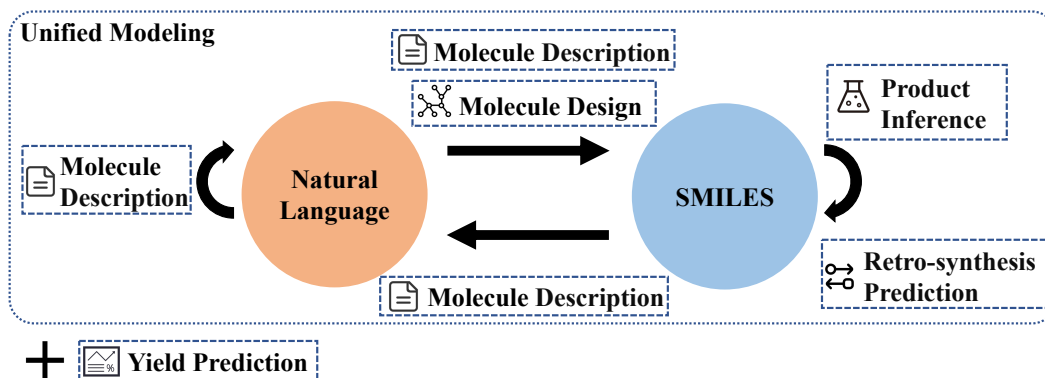 Unified Modeling
Molecule Description
Molecule Design
Product
Inference
Molecule
Description
Natural
Language
SMILES
Retro-synthesis
Prediction
Molecule Description
%
Yield Prediction